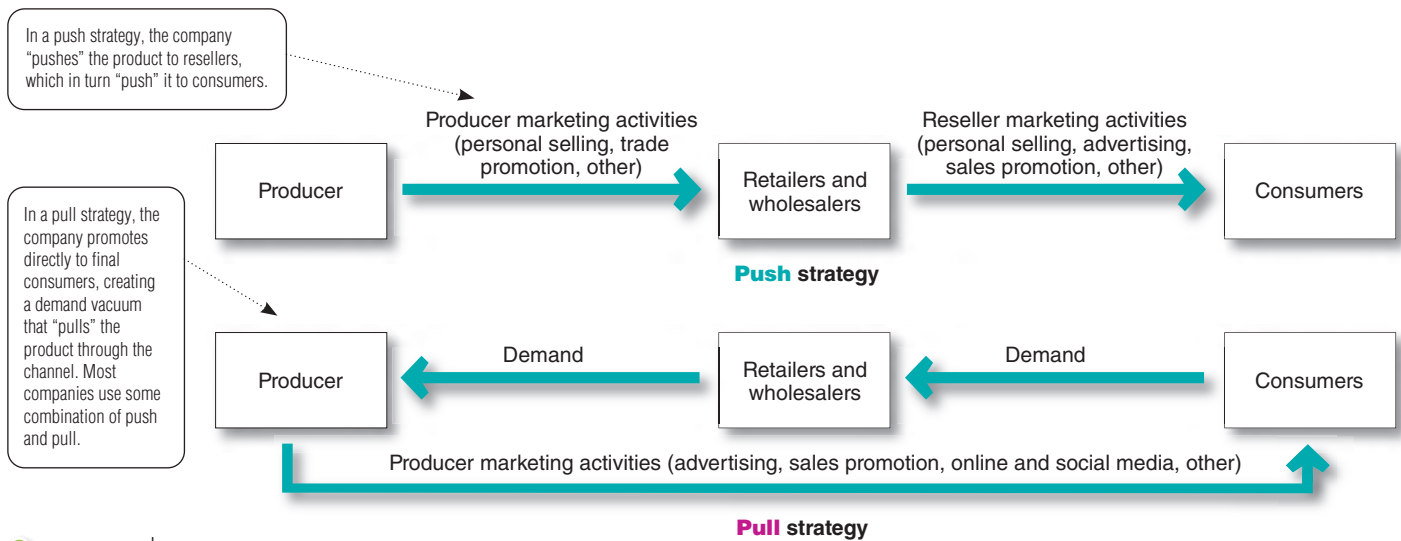 In a push strategy, the company
“pushes” the product to resellers,
which in turn “push” it to consumers.
Producer marketing activities
(personal selling, trade
promotion, other)
Reseller marketing activities
(personal selling, advertising,
sales promotion, other)
Producer
Retailers and
wholesalers
Consumers
Push strategy
In a pull strategy, the
company promotes
directly to final
consumers, creating
a demand vacuum
that “pulls” the
product through the
channel. Most
companies use some
combination of push
and pull.
Producer
Demand
Retailers and
wholesalers
Demand
Consumers
Producer marketing activities (advertising, sales promotion, online and social media, other)
Pull strategy